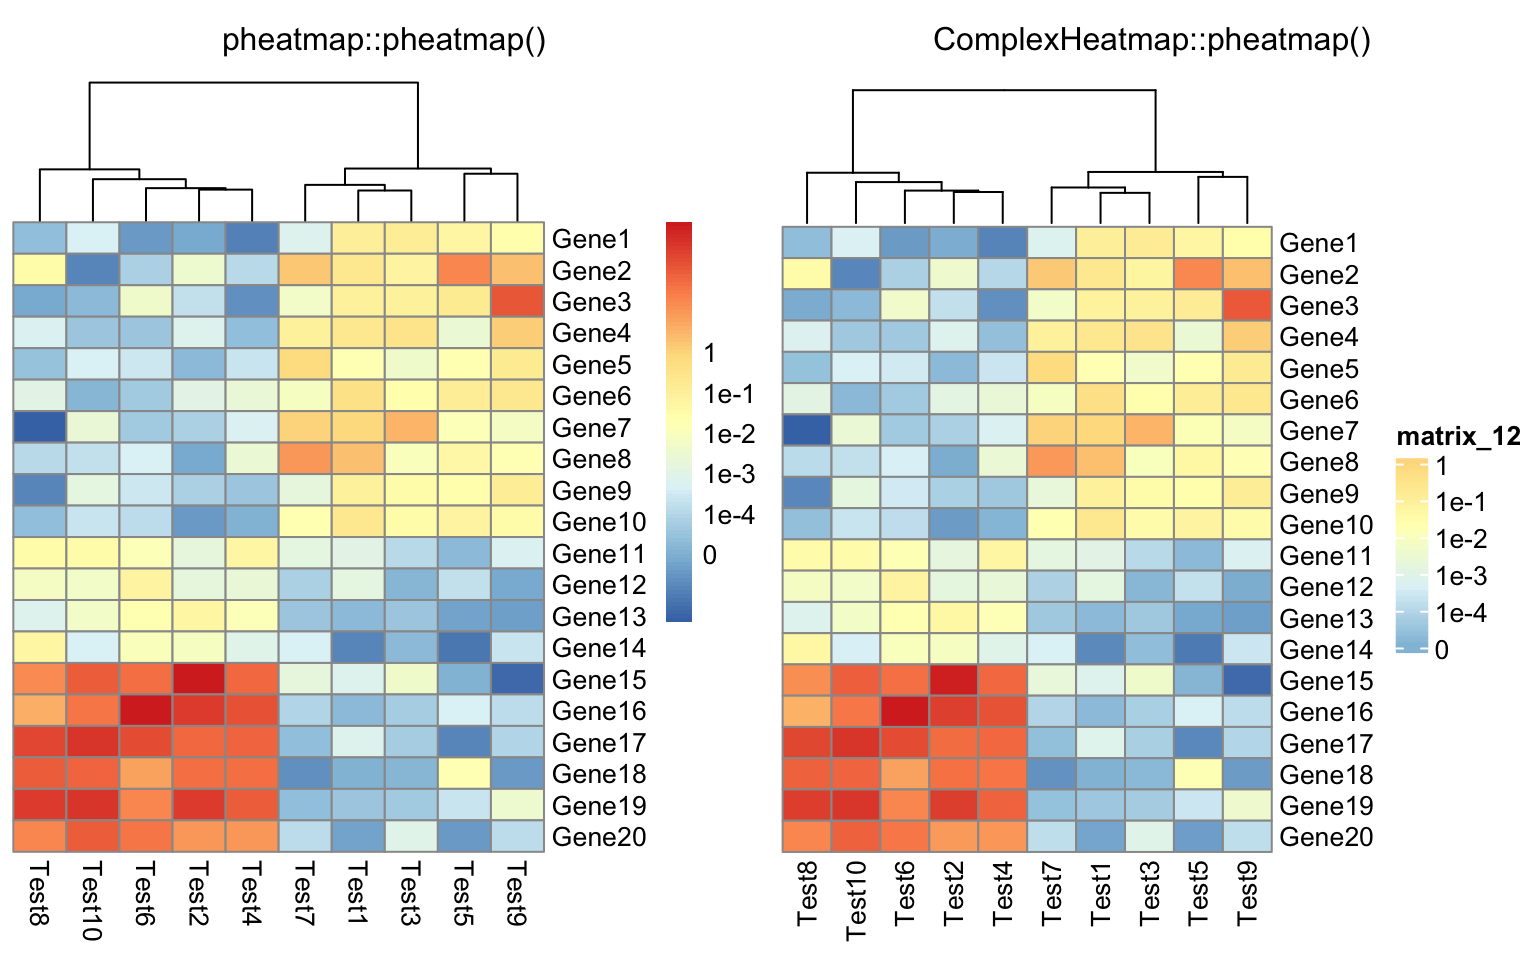 pheatmap::pheatmap()
Gene1
Gene2
Gene3
Gene4
Gene5
Gene6
Gene7
Gene8
Gene9
Gene10
Gene11
Gene12
Gene13
Gene14
Gene15
Gene16
Gene17
Gene18
Gene19
Gene20
Test8
Test10
Test6
Test2
Test4
Test7
Test1
Test3
Test5
Test9
1
1e-1
1e-2
1e-3
1e-4
0
ComplexHeatmap::pheatmap()
Gene1
Gene2
Gene3
Gene4
Gene5
Gene6
Gene7
Gene8
Gene9
Gene10
Gene11
Gene12
Gene13
Gene14
Gene15
Gene16
Gene17
Gene18
Gene19
Gene20
Test8
Test10
Test6
Test2
Test4
Test7
Test1
Test3
Test5
Test9
matrix_12
1
1e-1
1e-2
1e-3
1e-4
0